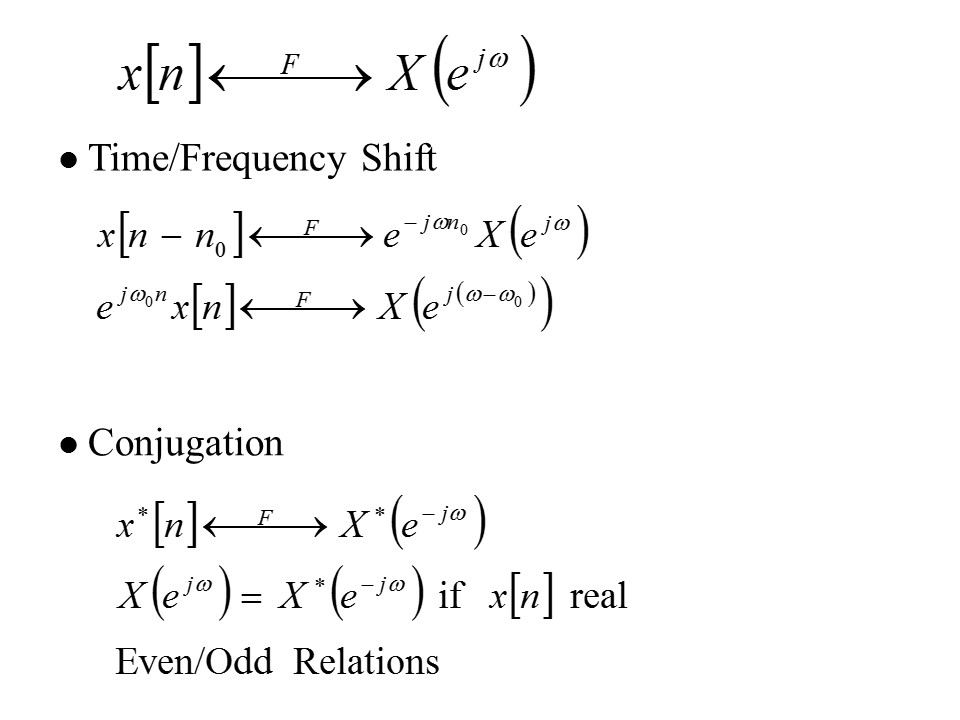 x[n] ←F→ X(e^{jω})
● Time/Frequency Shift
x[n − n₀] ←F→ e^{−jωn₀} X(e^{jω})
e^{jω₀n} x[n] ←F→ X(e^{j(ω−ω₀)})
● Conjugation
x*[n] ←F→ X*(e^{−jω})
X(e^{jω}) = X*(e^{−jω}) if x[n] real
Even/Odd Relations